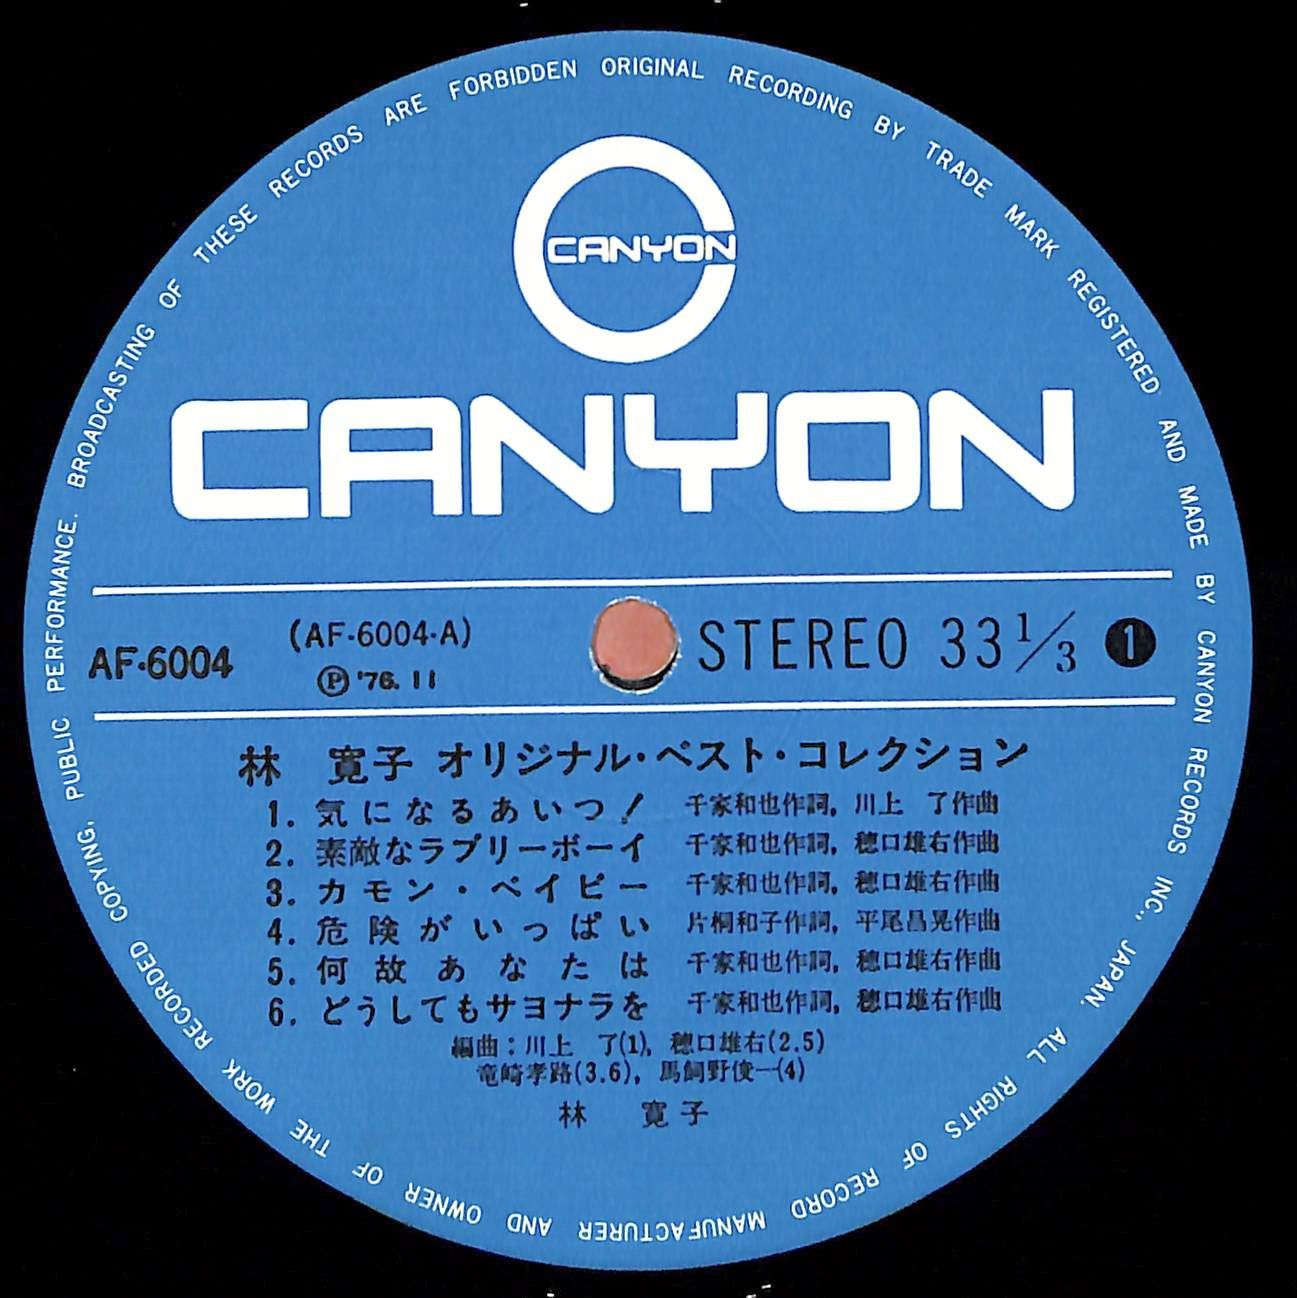 ORIGINAL RECORDING BY TRADE MARK REGISTERED AND MADE BY CANYON RECORDS INC., JAPAN. ALL RIGHTS OF RECORD MANUFACTURER AND OWNER OF THE WORK RECORDED COPYING, PUBLIC PERFORMANCE. BROADCASTING OF THESE RECORDS ARE FORBIDDEN
CANYON
CANYON
AF·6004 (AF·6004·A) STEREO 33 1/3 1
Ⓟ '76. 11
林 寛子 オリジナル・ベスト・コレクション
1. 気になるあいつ! 千家和也作詞, 川上 了作曲
2. 素敵なラブリーボーイ 千家和也作詞, 穂口雄右作曲
3. カモン・ベイビー 千家和也作詞, 穂口雄右作曲
4. 危険がいっぱい 片桐和子作詞, 平尾昌晃作曲
5. 何故あなたは 千家和也作詞, 穂口雄右作曲
6. どうしてもサヨナラを 千家和也作詞, 穂口雄右作曲
編曲:川上 了(1), 穂口雄右(2.5)
竜崎孝路(3.6), 馬飼野俊一(4)
林 寛子